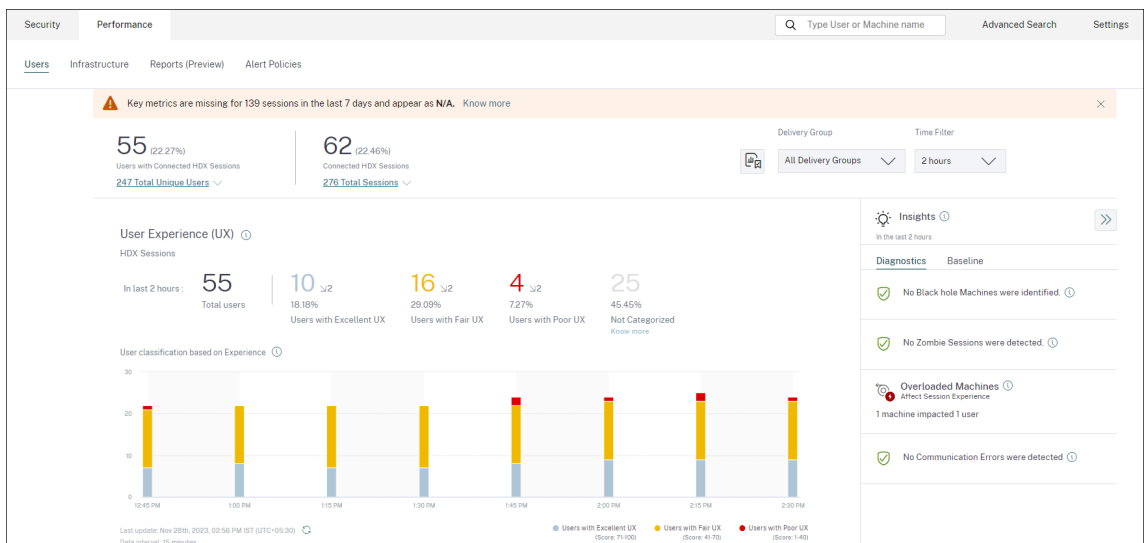 Security Performance Type User or Machine name Advanced Search Settings
Users Infrastructure Reports (Preview) Alert Policies
Key metrics are missing for 139 sessions in the last 7 days and appear as N/A. Know more
Delivery Group Time Filter
55 (22.27%) 62 (22.46%)
All Delivery Groups 2 hours
Users with Connected HDX Sessions Connected HDX Sessions
247 Total Unique Users 276 Total Sessions
User Experience (UX)
HDX Sessions
In last 2 hours : 55 10 2 16 2 4 2 25
Total users 18.18% 29.09% 7.27% 45.45%
Users with Excellent UX Users with Fair UX Users with Poor UX Not Categorized
Know more
User classification based on Experience
30
20
10
0
12:45 PM 1:00 PM 1:15 PM 1:30 PM 1:45 PM 2:00 PM 2:15 PM 2:30 PM
Last update: Nov 28th, 2023, 02:56 PM IST (UTC+05:30)
Data interval: 15 minutes
Users with Excellent UX Users with Fair UX Users with Poor UX
(Score: 71-100) (Score: 41-70) (Score: 1-40)
Insights
In the last 2 hours
Diagnostics Baseline
No Black hole Machines were identified.
No Zombie Sessions were detected.
Overloaded Machines
Affect Session Experience
1 machine impacted 1 user
No Communication Errors were detected